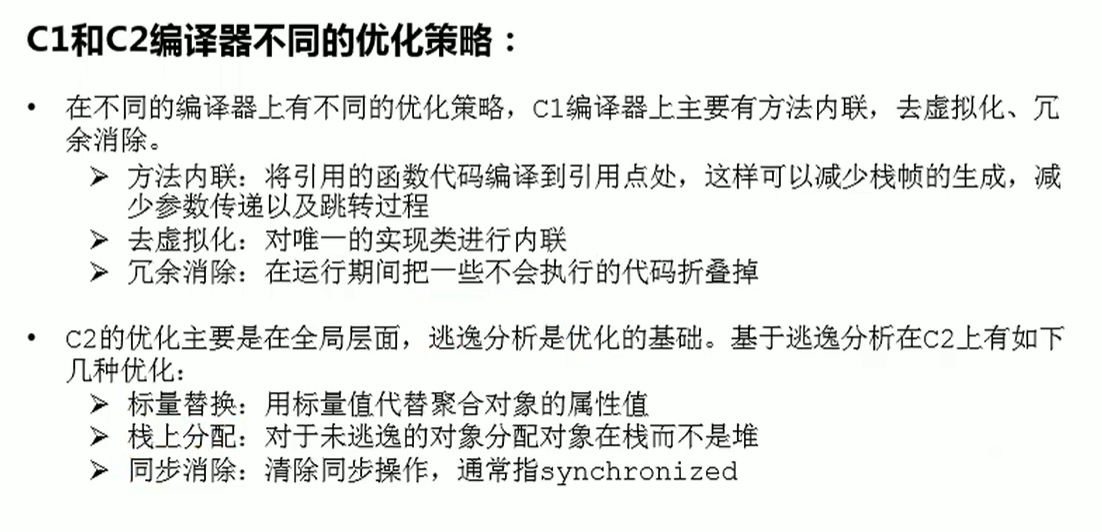 C1和C2编译器不同的优化策略：
• 在不同的编译器上有不同的优化策略，C1编译器上主要有方法内联，去虚拟化、冗
余消除。
➢ 方法内联：将引用的函数代码编译到引用点处，这样可以减少栈帧的生成，减
少参数传递以及跳转过程
➢ 去虚拟化：对唯一的实现类进行内联
➢ 冗余消除：在运行期间把一些不会执行的代码折叠掉
• C2的优化主要是在全局层面，逃逸分析是优化的基础。基于逃逸分析在C2上有如下
几种优化：
➢ 标量替换：用标量值代替聚合对象的属性值
➢ 栈上分配：对于未逃逸的对象分配对象在栈而不是堆
➢ 同步消除：清除同步操作，通常指synchronized